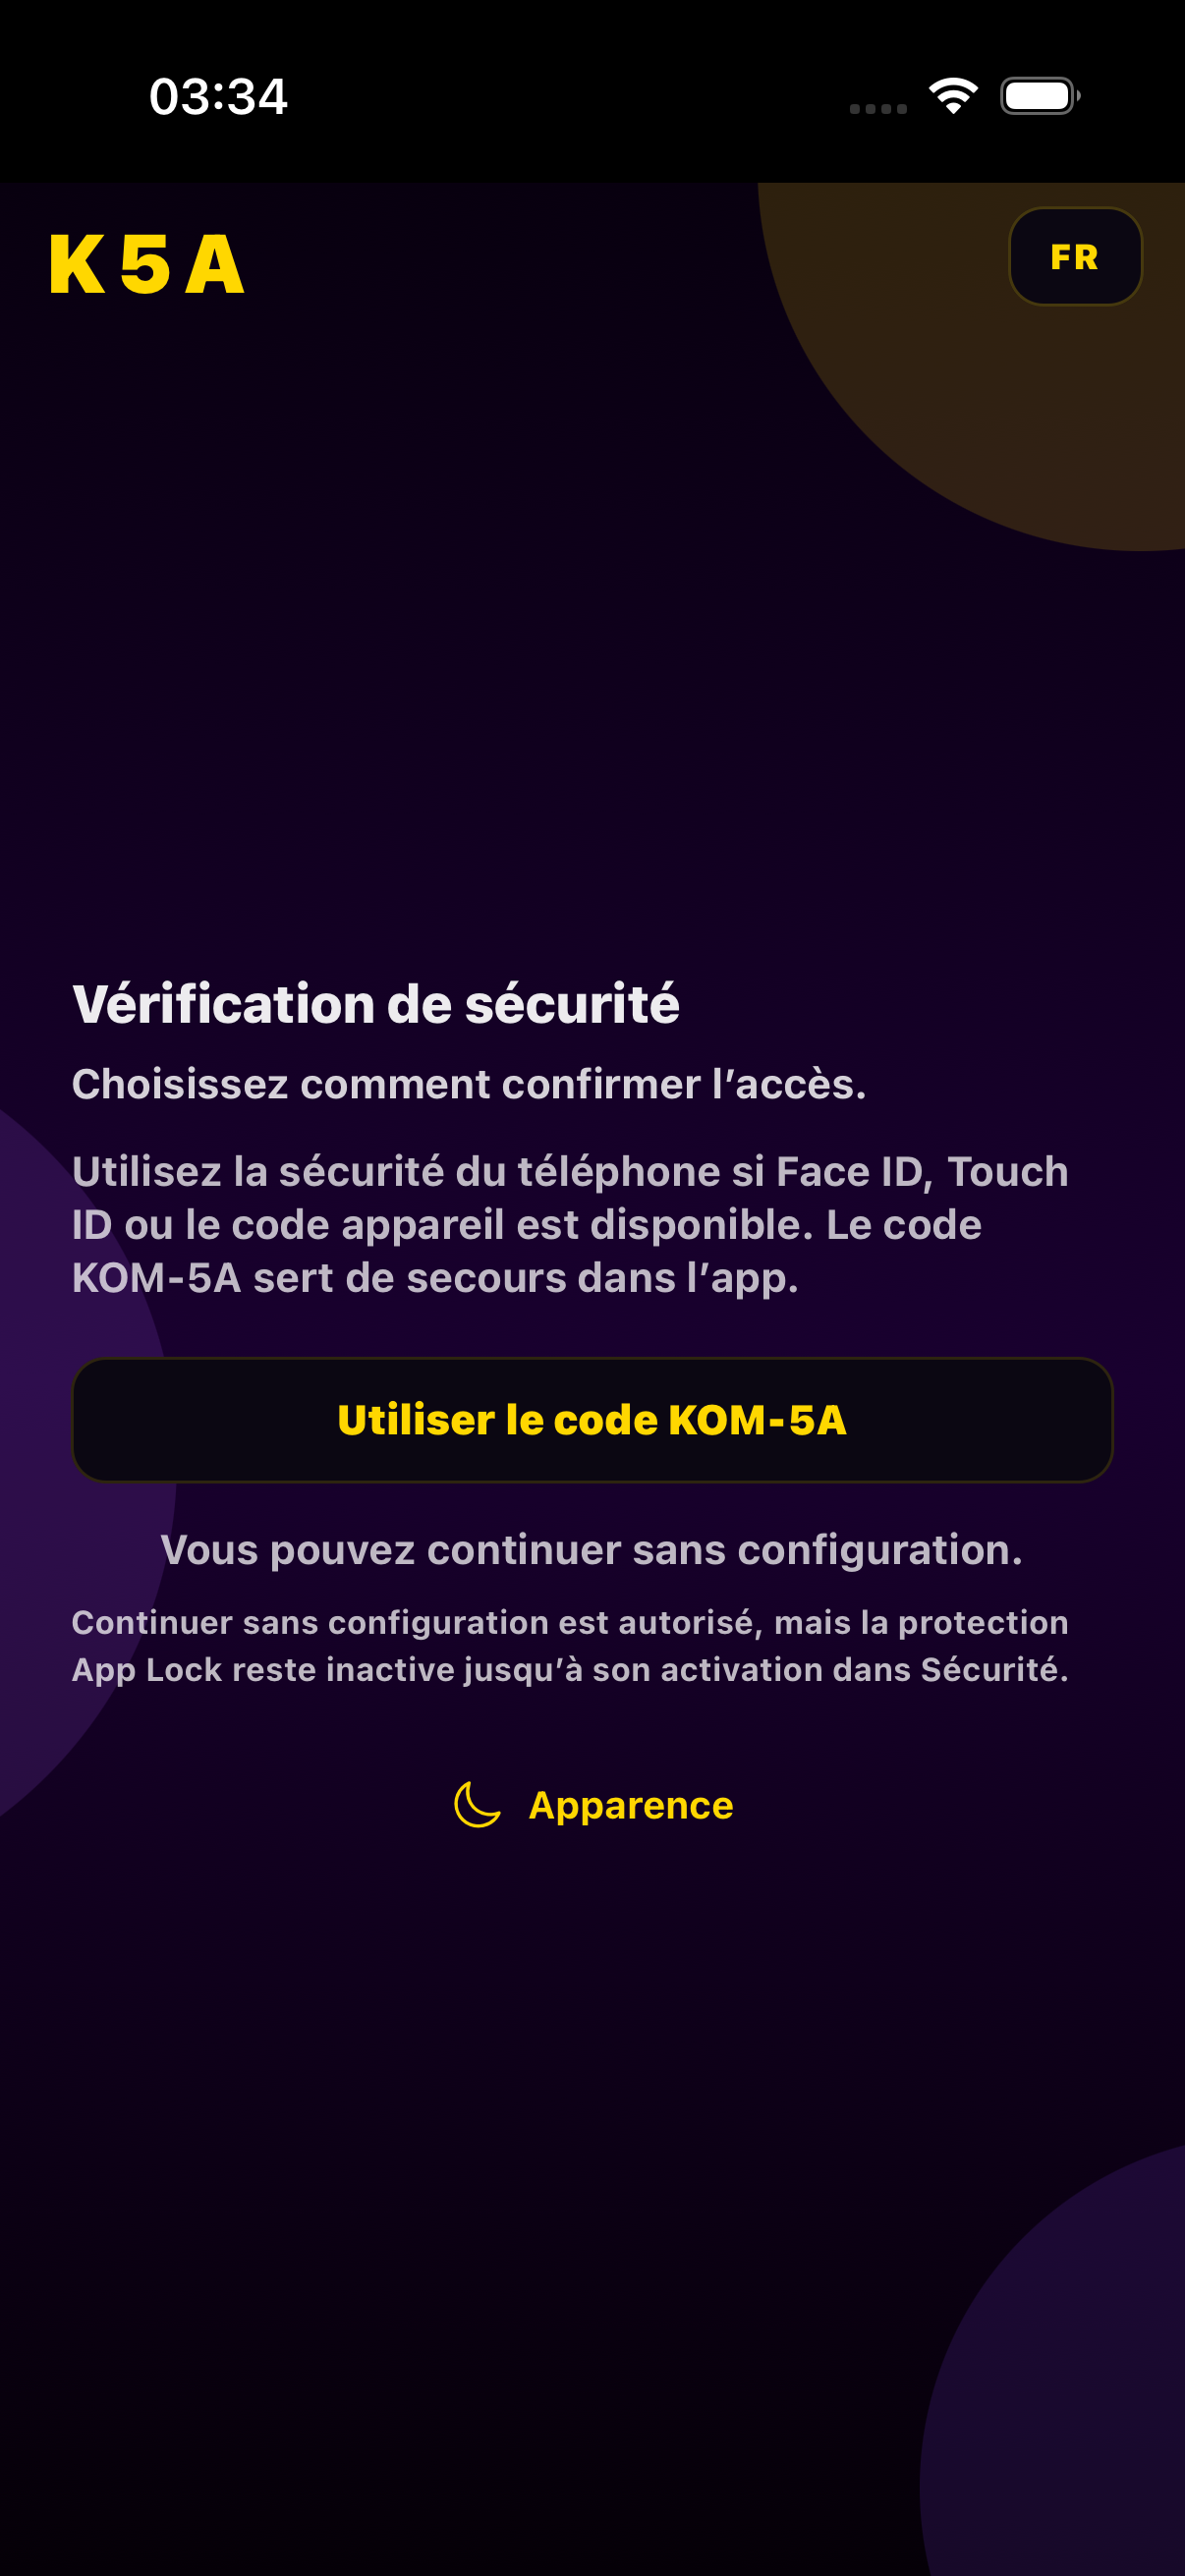 03:34
K5A
FR
Vérification de sécurité
Choisissez comment confirmer l’accès.
Utilisez la sécurité du téléphone si Face ID, Touch
ID ou le code appareil est disponible. Le code
KOM-5A sert de secours dans l’app.
Utiliser le code KOM-5A
Vous pouvez continuer sans configuration.
Continuer sans configuration est autorisé, mais la protection
App Lock reste inactive jusqu’à son activation dans Sécurité.
Apparence